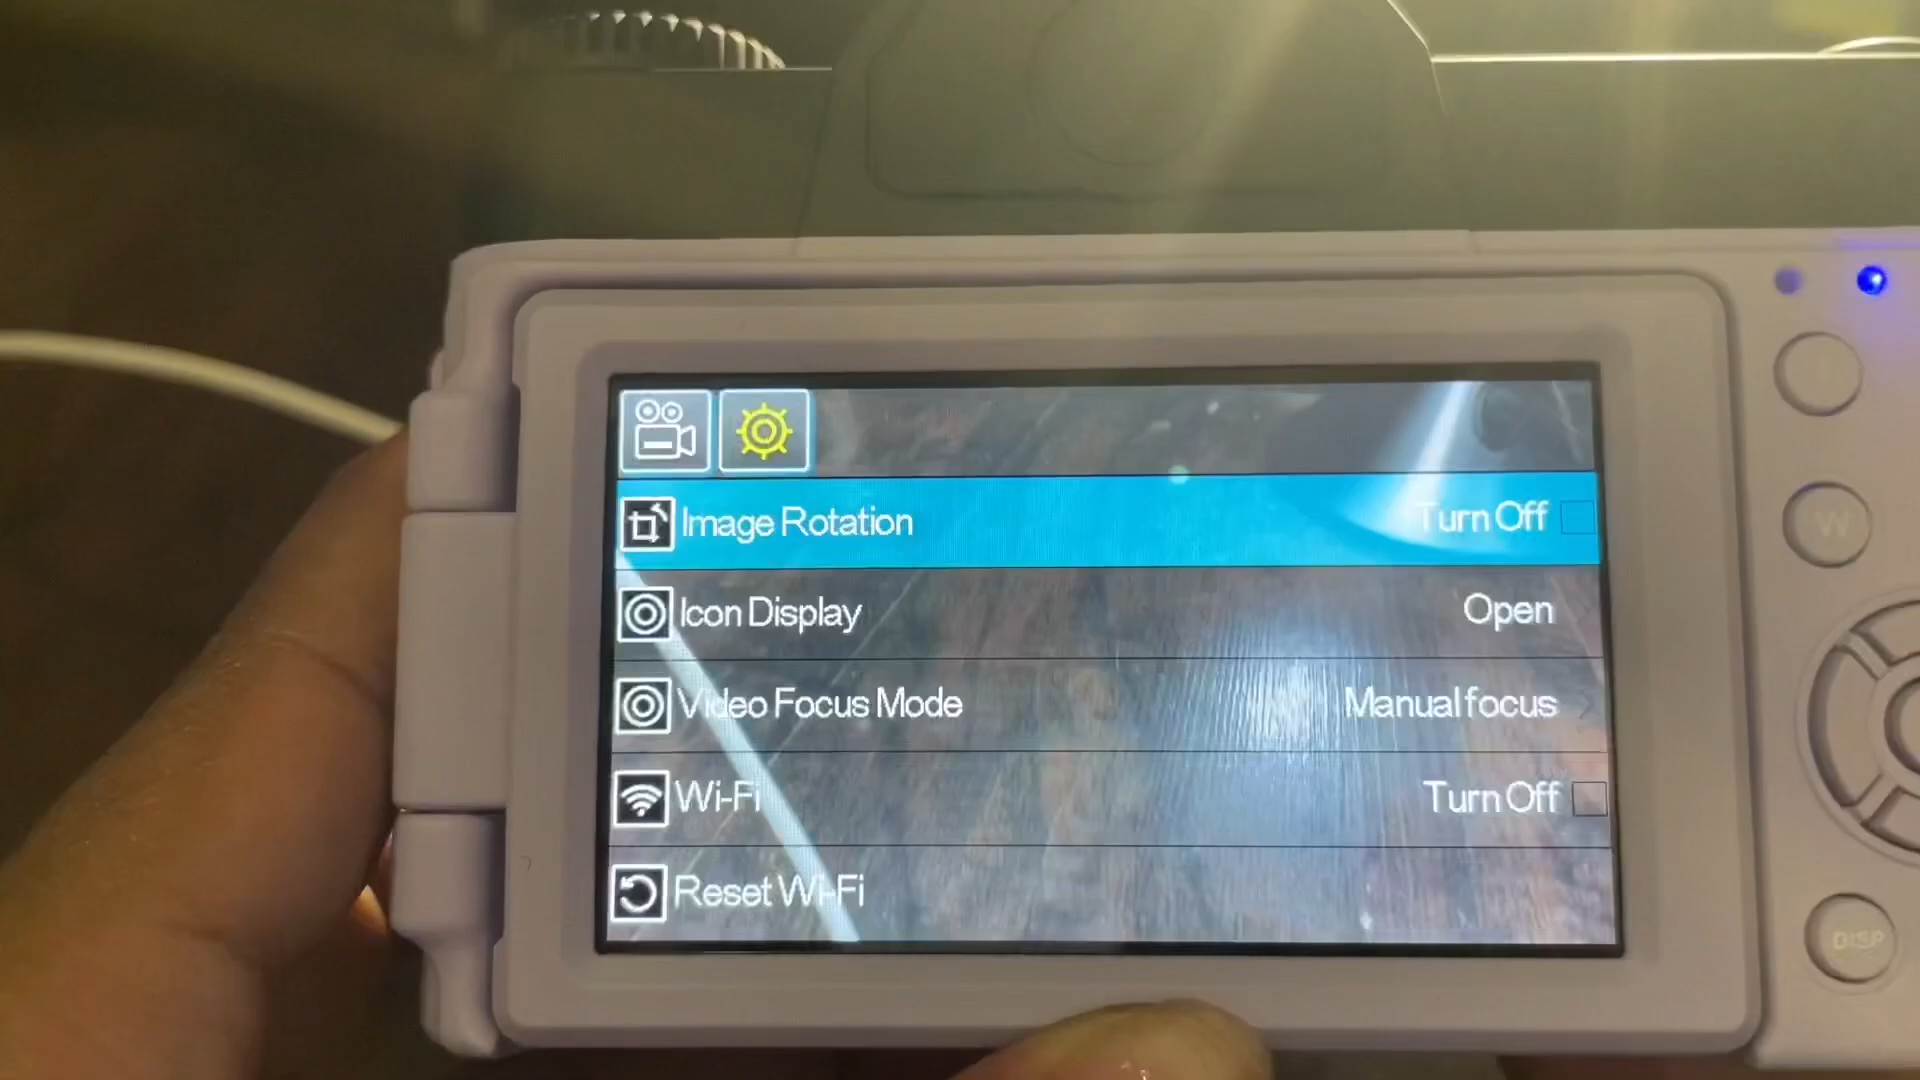 Image Rotation Turn Off
Icon Display Open
Video Focus Mode Manual focus
Wi-Fi Turn Off
Reset Wi-Fi
W
DISP